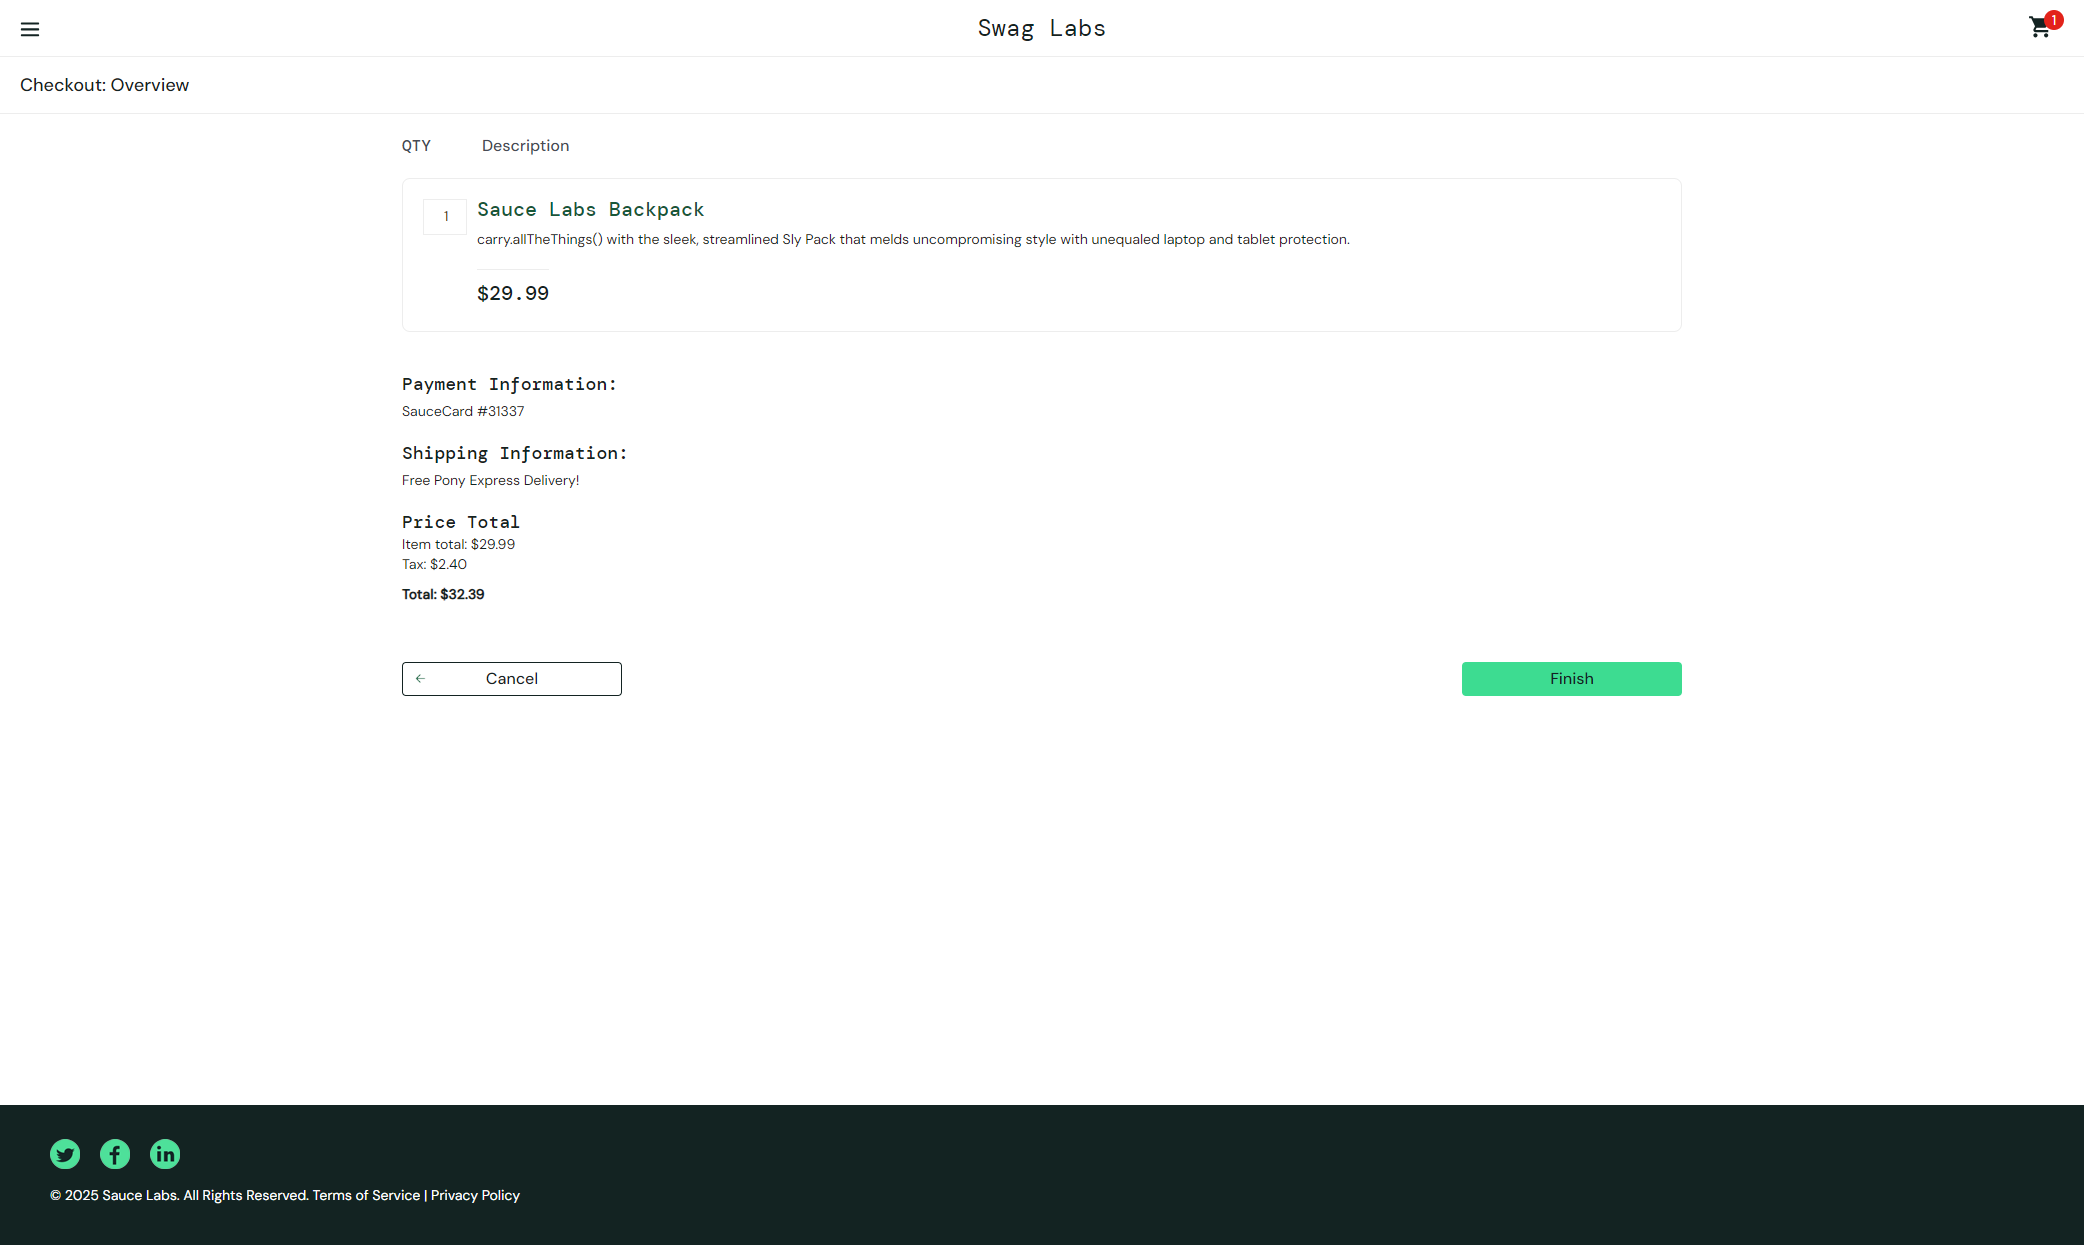 Swag Labs
1
Checkout: Overview
QTY Description
1
Sauce Labs Backpack
carry.allTheThings() with the sleek, streamlined Sly Pack that melds uncompromising style with unequaled laptop and tablet protection.
$29.99
Payment Information:
SauceCard #31337
Shipping Information:
Free Pony Express Delivery!
Price Total
Item total: $29.99
Tax: $2.40
Total: $32.39
Cancel
Finish
© 2025 Sauce Labs. All Rights Reserved. Terms of Service | Privacy Policy